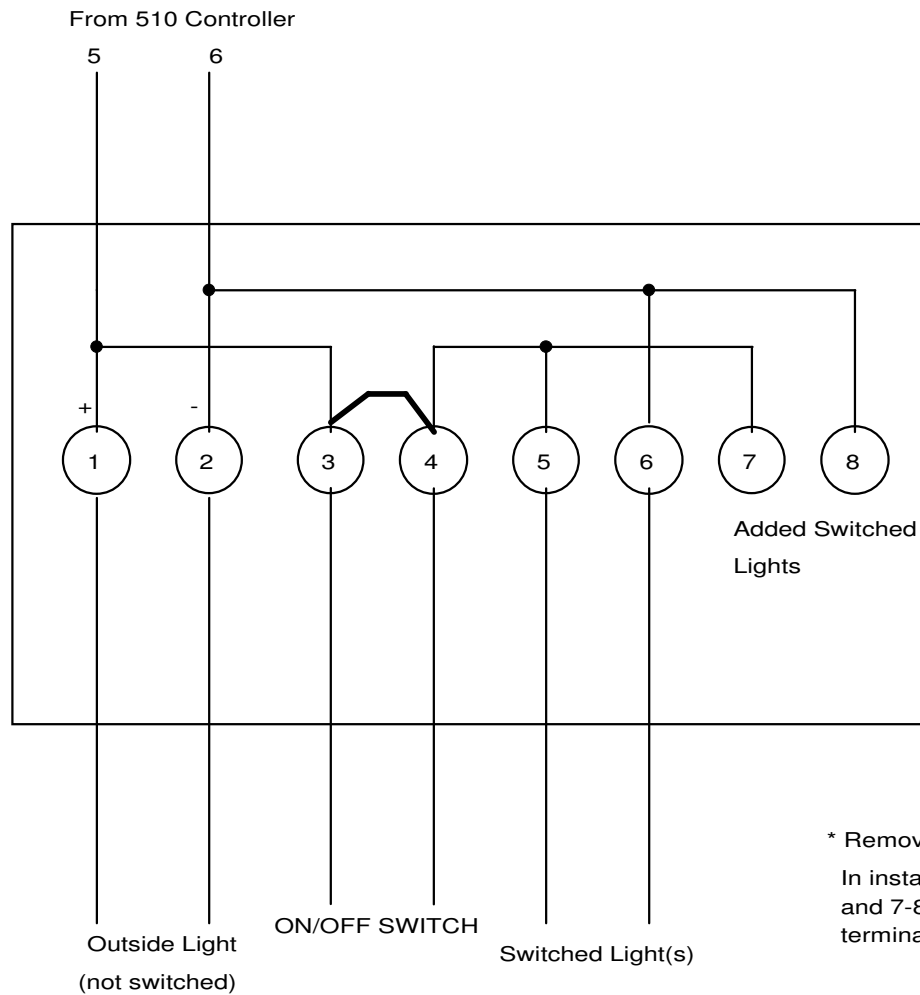 From 510 Controller
5 6
+ -
1 2 3 4 5 6 7 8
Added Switched
Lights
* Remov
In insta
and 7-8
termina
ON/OFF SWITCH
Outside Light
(not switched)
Switched Light(s)